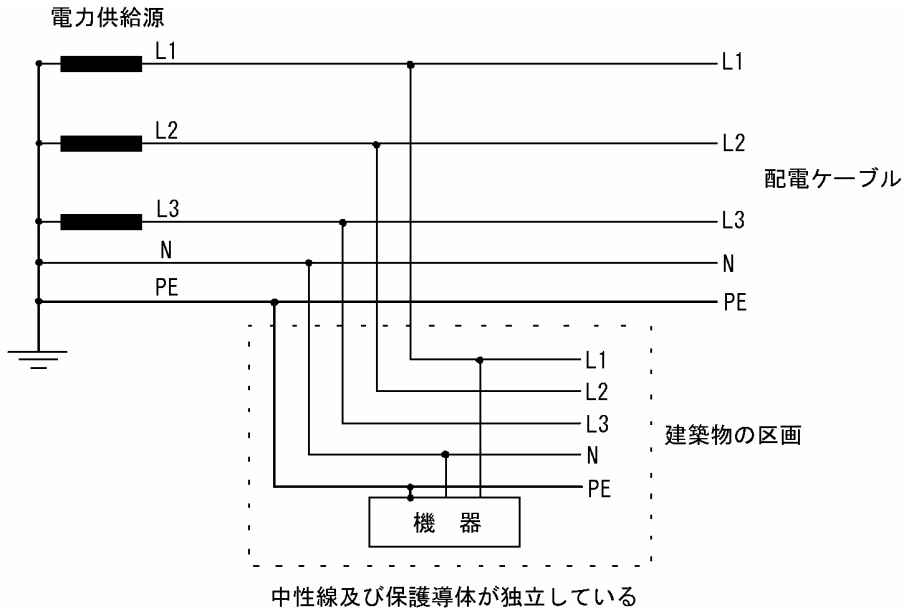 電力供給源
L1
L1
L2
L2
配電ケーブル
L3
L3
N
N
PE
PE
L1
L2
L3
建築物の区画
N
PE
機 器
中性線及び保護導体が独立している